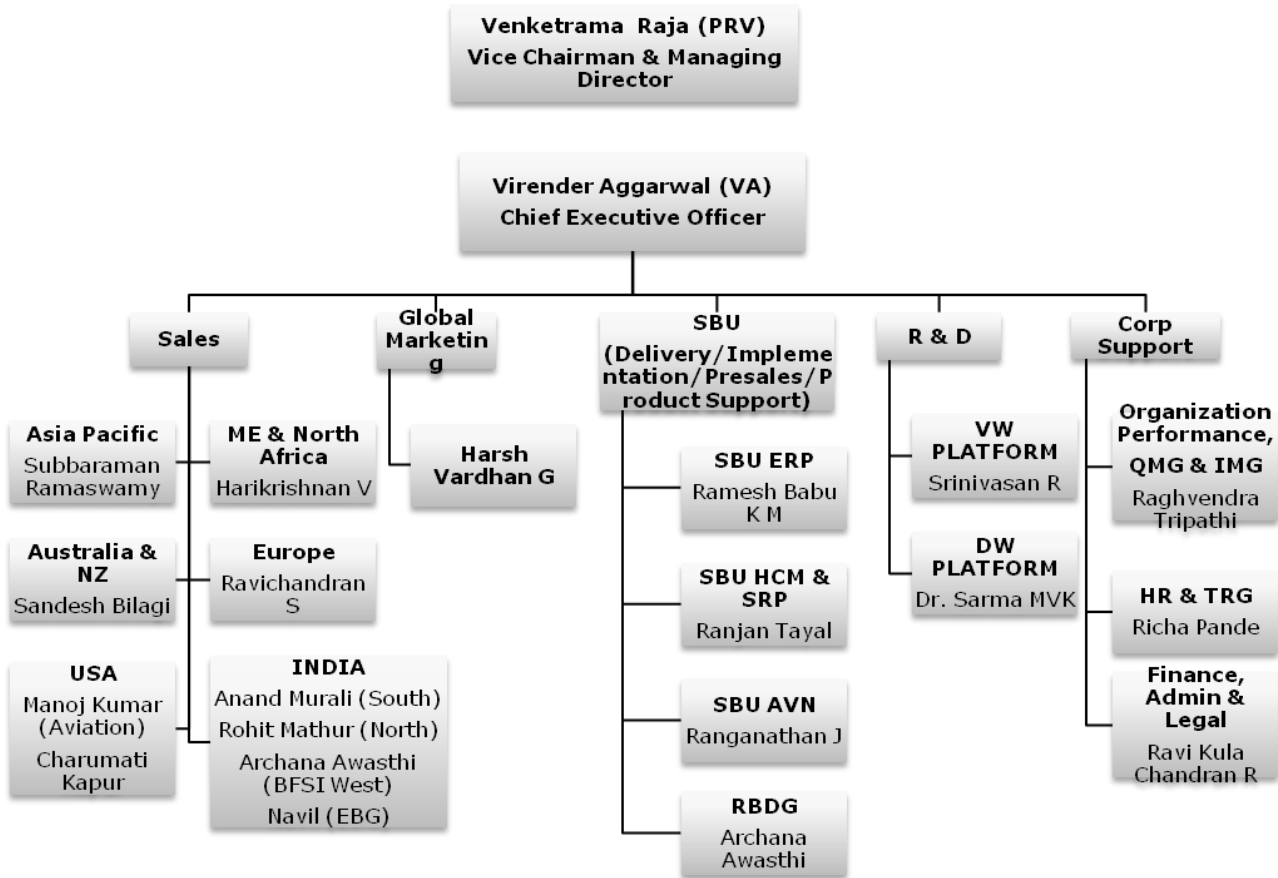 Venketrama Raja (PRV)
Vice Chairman & Managing
Director
Virender Aggarwal (VA)
Chief Executive Officer
Sales
Asia Pacific
Subbaraman
Ramaswamy
ME & North
Africa
Harikrishnan V
Australia &
NZ
Sandesh Bilagi
Europe
Ravichandran
S
USA
Manoj Kumar
(Aviation)
Charumati
Kapur
INDIA
Anand Murali (South)
Rohit Mathur (North)
Archana Awasthi
(BFSI West)
Navil (EBG)
Global
Marketin
g
Harsh
Vardhan G
SBU
(Delivery/Impleme
ntation/Presales/P
roduct Support)
SBU ERP
Ramesh Babu
K M
SBU HCM &
SRP
Ranjan Tayal
SBU AVN
Ranganathan J
RBDG
Archana
Awasthi
R & D
VW
PLATFORM
Srinivasan R
DW
PLATFORM
Dr. Sarma MVK
Corp
Support
Organization
Performance,
QMG & IMG
Raghvendra
Tripathi
HR & TRG
Richa Pande
Finance,
Admin &
Legal
Ravi Kula
Chandran R